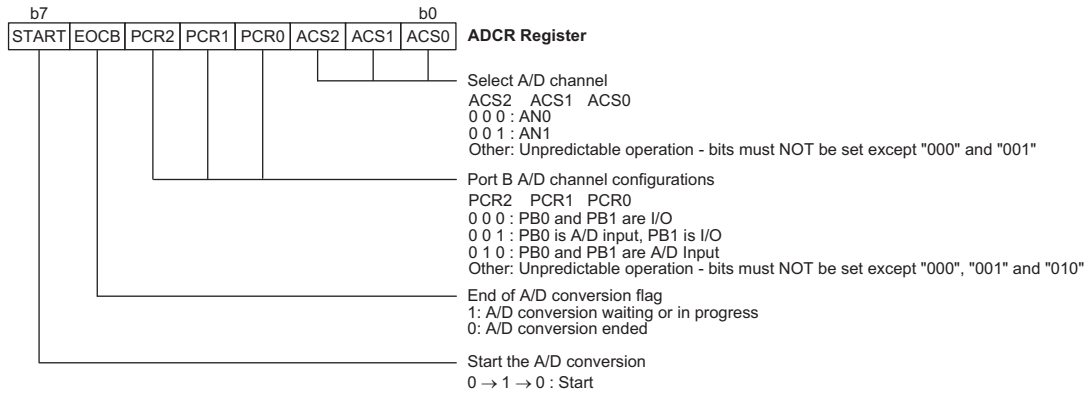 b7 b0
START EOCB PCR2 PCR1 PCR0 ACS2 ACS1 ACS0 ADCR Register
Select A/D channel
ACS2 ACS1 ACS0
0 0 0 : AN0
0 0 1 : AN1
Other: Unpredictable operation - bits must NOT be set except "000" and "001"
Port B A/D channel configurations
PCR2 PCR1 PCR0
0 0 0 : PB0 and PB1 are I/O
0 0 1 : PB0 is A/D input, PB1 is I/O
0 1 0 : PB0 and PB1 are A/D Input
Other: Unpredictable operation - bits must NOT be set except "000", "001" and "010"
End of A/D conversion flag
1: A/D conversion waiting or in progress
0: A/D conversion ended
Start the A/D conversion
0 → 1 → 0 : Start